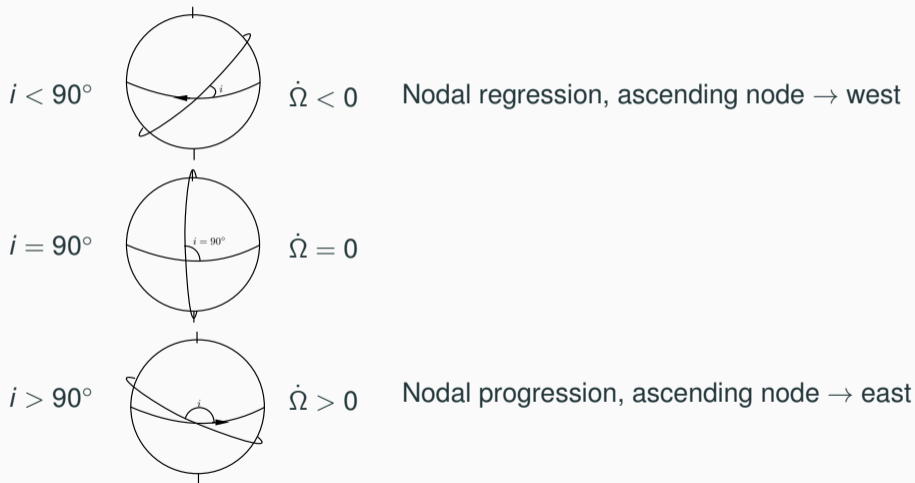 i < 90° i Ω̇ < 0 Nodal regression, ascending node → west
i = 90° i = 90° Ω̇ = 0
i > 90° i Ω̇ > 0 Nodal progression, ascending node → east